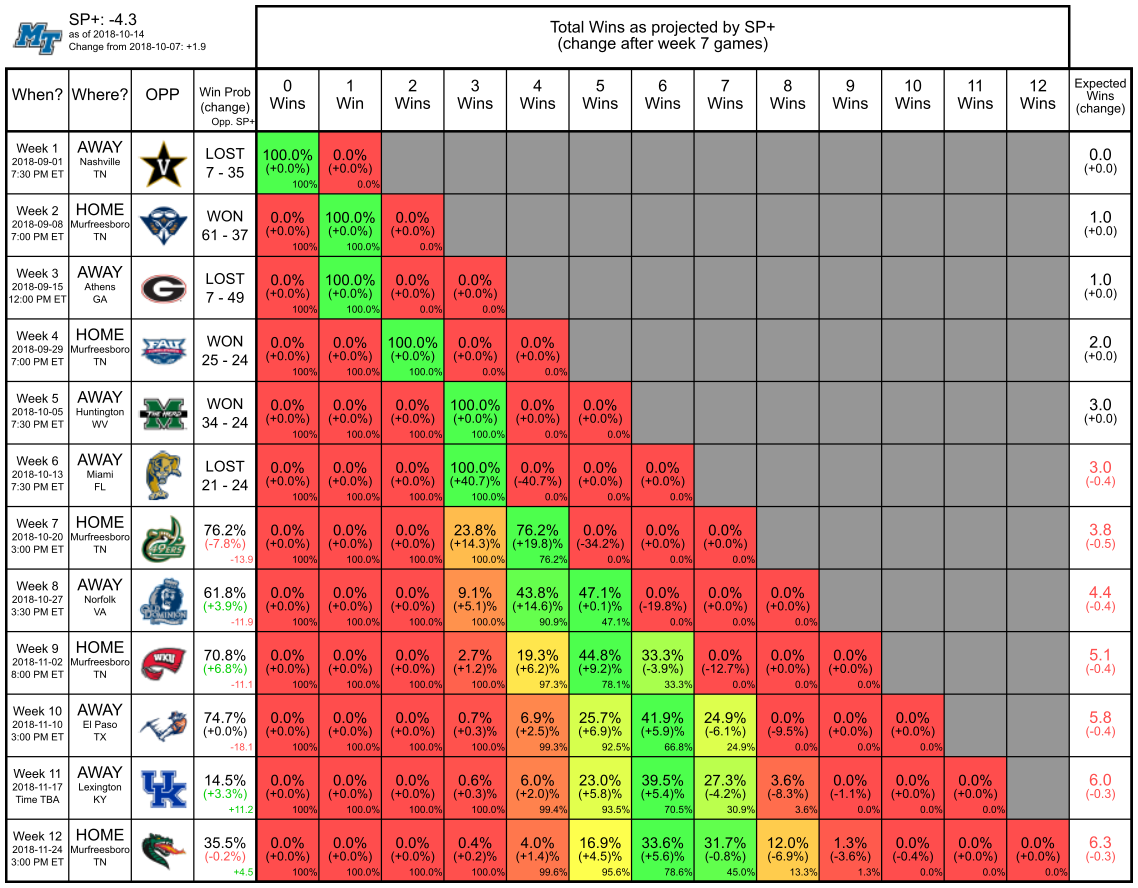 MT
SP+: -4.3
as of 2018-10-14
Change from 2018-10-07: +1.9
Total Wins as projected by SP+
(change after week 7 games)
When? Where? OPP Win Prob (change) Opp. SP+ 0 Wins 1 Win 2 Wins 3 Wins 4 Wins 5 Wins 6 Wins 7 Wins 8 Wins 9 Wins 10 Wins 11 Wins 12 Wins Expected Wins (change)
Week 1 AWAY
2018-09-01 Nashville
7:30 PM ET TN
V
LOST 100.0% 0.0% 0.0
7 - 35 (+0.0%) (+0.0%) (+0.0)
100% 0.0%
Week 2 HOME
2018-09-08 Murfreesboro
7:00 PM ET TN
WON 0.0% 100.0% 0.0% 1.0
61 - 37 (+0.0%) (+0.0%) (+0.0%) (+0.0)
100% 100.0% 0.0%
Week 3 AWAY
2018-09-15 Athens
12:00 PM ET GA
G
LOST 0.0% 100.0% 0.0% 0.0% 1.0
7 - 49 (+0.0%) (+0.0%) (+0.0%) (+0.0%) (+0.0)
100% 100.0% 0.0% 0.0%
Week 4 HOME
2018-09-29 Murfreesboro
7:00 PM ET TN
FAU
WON 0.0% 0.0% 100.0% 0.0% 0.0% 2.0
25 - 24 (+0.0%) (+0.0%) (+0.0%) (+0.0%) (+0.0%) (+0.0)
100% 100.0% 100.0% 0.0% 0.0%
Week 5 AWAY
2018-10-05 Huntington
7:30 PM ET WV
M THE HERD
WON 0.0% 0.0% 0.0% 100.0% 0.0% 0.0% 3.0
34 - 24 (+0.0%) (+0.0%) (+0.0%) (+0.0%) (+0.0%) (+0.0%) (+0.0)
100% 100.0% 100.0% 100.0% 0.0% 0.0%
Week 6 AWAY
2018-10-13 Miami
7:30 PM ET FL
LOST 0.0% 0.0% 0.0% 100.0% 0.0% 0.0% 0.0% 3.0
21 - 24 (+0.0%) (+0.0%) (+0.0%) (+40.7)% (-40.7%) (+0.0%) (+0.0%) (-0.4)
100% 100.0% 100.0% 100.0% 0.0% 0.0% 0.0%
Week 7 HOME
2018-10-20 Murfreesboro
3:00 PM ET TN
49ERS
76.2% 0.0% 0.0% 0.0% 23.8% 76.2% 0.0% 0.0% 0.0% 3.8
(-7.8%) (+0.0%) (+0.0%) (+0.0%) (+14.3)% (+19.8)% (-34.2%) (+0.0%) (+0.0%) (-0.5)
-13.9 100% 100.0% 100.0% 100.0% 76.2% 0.0% 0.0% 0.0%
Week 8 AWAY
2018-10-27 Norfolk
3:30 PM ET VA
OLD DOMINION
61.8% 0.0% 0.0% 0.0% 9.1% 43.8% 47.1% 0.0% 0.0% 0.0% 4.4
(+3.9%) (+0.0%) (+0.0%) (+0.0%) (+5.1)% (+14.6)% (+0.1)% (-19.8%) (+0.0%) (+0.0%) (-0.4)
-11.9 100% 100.0% 100.0% 100.0% 90.9% 47.1% 0.0% 0.0% 0.0%
Week 9 HOME
2018-11-02 Murfreesboro
8:00 PM ET TN
WKU
70.8% 0.0% 0.0% 0.0% 2.7% 19.3% 44.8% 33.3% 0.0% 0.0% 0.0% 5.1
(+6.8%) (+0.0%) (+0.0%) (+0.0%) (+1.2)% (+6.2)% (+9.2)% (-3.9%) (-12.7%) (+0.0%) (+0.0%) (-0.4)
-11.1 100% 100.0% 100.0% 100.0% 97.3% 78.1% 33.3% 0.0% 0.0% 0.0%
Week 10 AWAY
2018-11-10 El Paso
3:00 PM ET TX
74.7% 0.0% 0.0% 0.0% 0.7% 6.9% 25.7% 41.9% 24.9% 0.0% 0.0% 0.0% 5.8
(+0.0%) (+0.0%) (+0.0%) (+0.0%) (+0.3)% (+2.5)% (+6.9)% (+5.9)% (-6.1%) (-9.5%) (+0.0%) (+0.0%) (-0.4)
-18.1 100% 100.0% 100.0% 100.0% 99.3% 92.5% 66.8% 24.9% 0.0% 0.0% 0.0%
Week 11 AWAY
2018-11-17 Lexington
Time TBA KY
UK
14.5% 0.0% 0.0% 0.0% 0.6% 6.0% 23.0% 39.5% 27.3% 3.6% 0.0% 0.0% 0.0% 6.0
(+3.3%) (+0.0%) (+0.0%) (+0.0%) (+0.3)% (+2.0)% (+5.8)% (+5.4)% (-4.2%) (-8.3%) (-1.1%) (+0.0%) (+0.0%) (-0.3)
+11.2 100% 100.0% 100.0% 100.0% 99.4% 93.5% 70.5% 30.9% 3.6% 0.0% 0.0% 0.0%
Week 12 HOME
2018-11-24 Murfreesboro
3:00 PM ET TN
35.5% 0.0% 0.0% 0.0% 0.4% 4.0% 16.9% 33.6% 31.7% 12.0% 1.3% 0.0% 0.0% 0.0% 6.3
(-0.2%) (+0.0%) (+0.0%) (+0.0%) (+0.2)% (+1.4)% (+4.5)% (+5.6)% (-0.8%) (-6.9%) (-3.6%) (-0.4%) (+0.0%) (+0.0%) (-0.3)
+4.5 100% 100.0% 100.0% 100.0% 99.6% 95.6% 78.6% 45.0% 13.3% 1.3% 0.0% 0.0% 0.0%